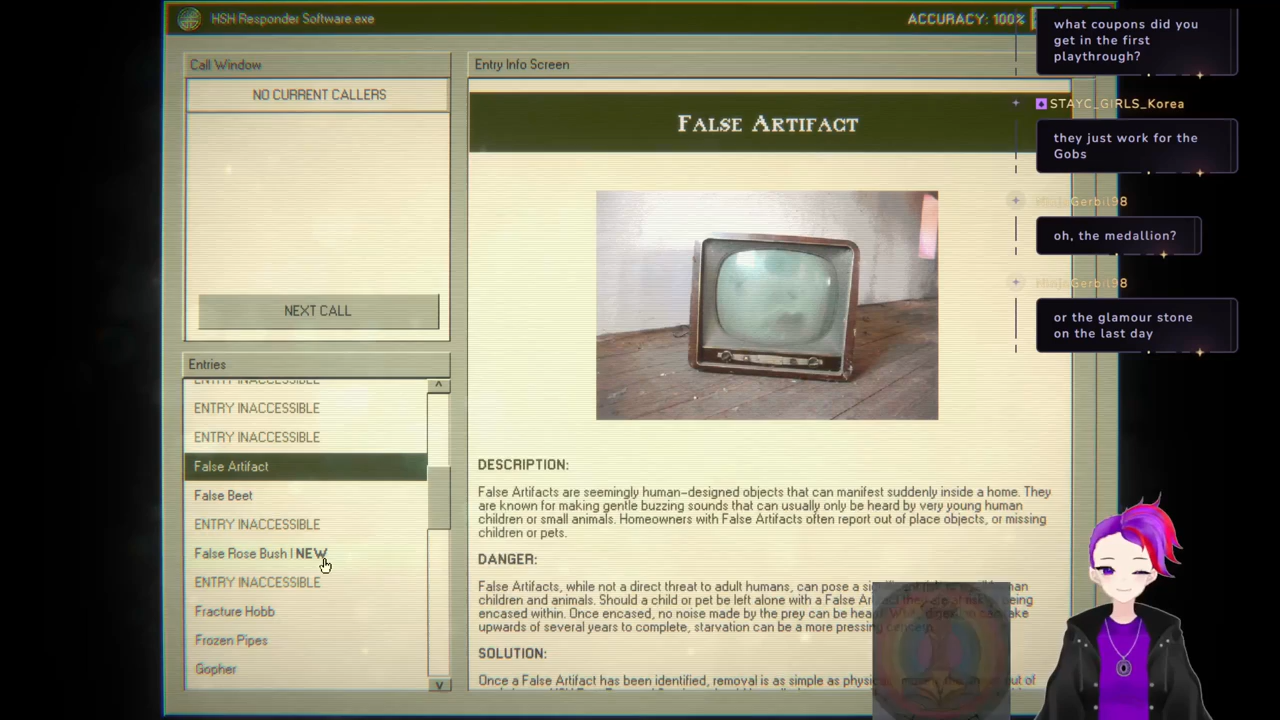 HSH Responder Software.exe
ACCURACY: 100%
Call Window
NO CURRENT CALLERS
NEXT CALL
Entries
ENTRY INACCESSIBLE
ENTRY INACCESSIBLE
ENTRY INACCESSIBLE
False Artifact
False Beet
ENTRY INACCESSIBLE
False Rose Bush | NEW
ENTRY INACCESSIBLE
Fracture Hobb
Frozen Pipes
Gopher
Entry Info Screen
FALSE ARTIFACT
DESCRIPTION:
False Artifacts are seemingly human-designed objects that can manifest suddenly inside a home. They
are known for making gentle buzzing sounds that can usually only be heard by very young human
children or small animals. Homeowners with False Artifacts often report out of place objects, or missing
children or pets.
DANGER:
False Artifacts, while not a direct threat to adult humans, can pose a
children and animals. Should a child or pet be left alone with a False
encased within. Once encased, no noise made by the prey can be
upwards of several years to complete, starvation can be a more pressing
SOLUTION:
Once a False Artifact has been identified, removal is as simple as
what coupons did you
get in the first
playthrough?
STAYC_GIRLS_Korea
they just work for the
Gobs
Gerbil98
oh, the medallion?
Gerbil98
or the glamour stone
on the last day